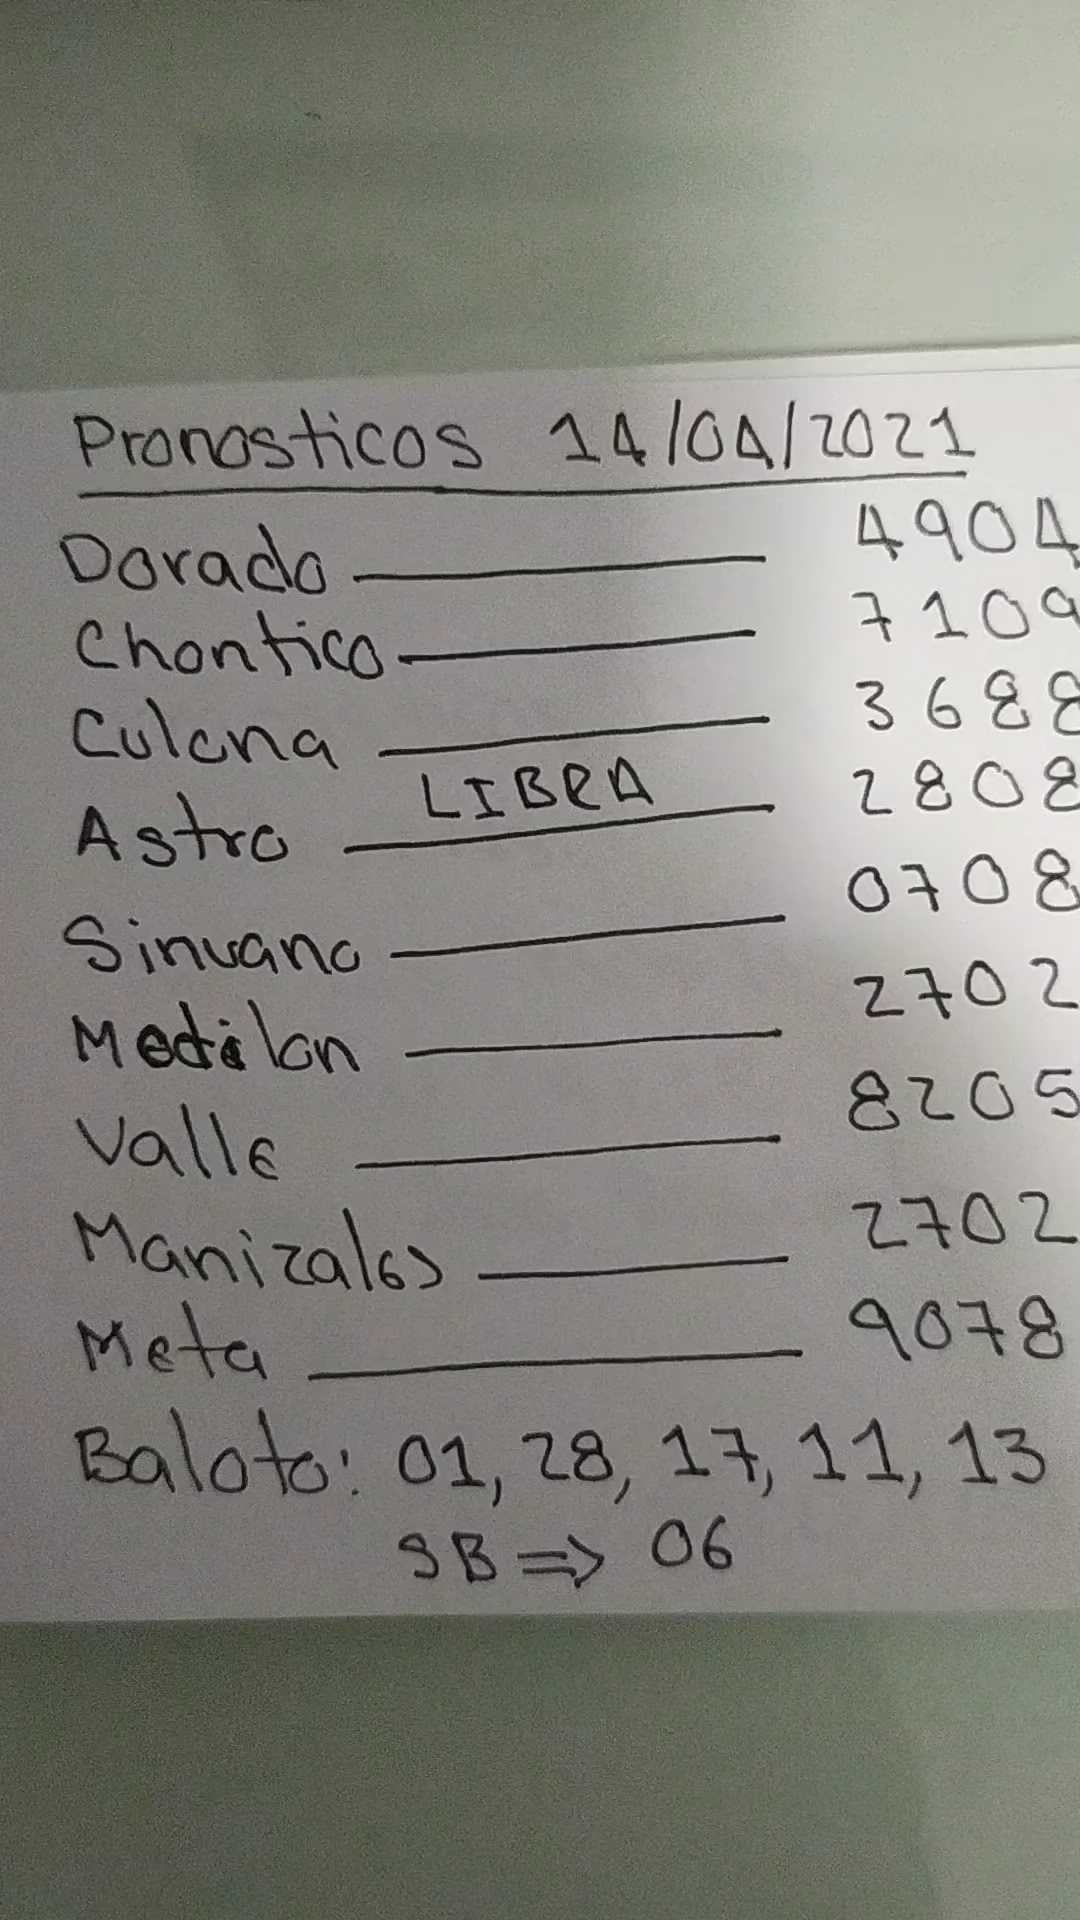 Pronosticos 14/04/2021
Dorado 4904
Chontico 7109
Culona 3688
Astro LIBRA 2808
Sinuano 0708
Medillon 2702
Valle 8205
Manizales 2702
Meta 9078
Baloto: 01, 28, 17, 11, 13
SB => 06